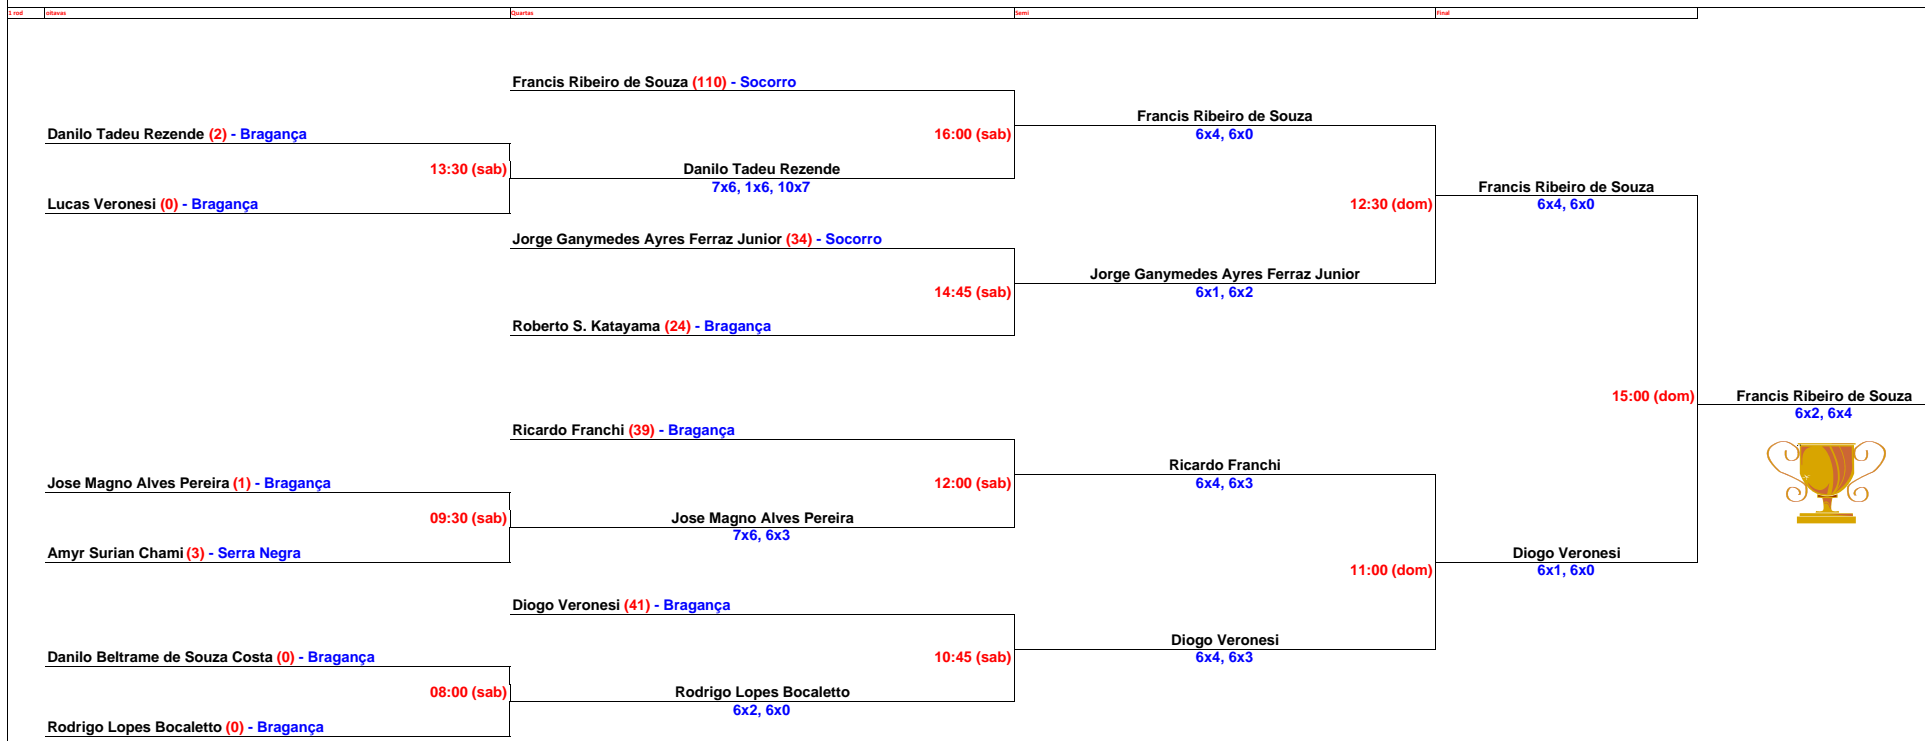 1 rod oitavas Quartas Semi Final
Francis Ribeiro de Souza (110) - Socorro
Francis Ribeiro de Souza
Danilo Tadeu Rezende (2) - Bragança
16:00 (sab)
6x4, 6x0
13:30 (sab)
Danilo Tadeu Rezende
7x6, 1x6, 10x7
Francis Ribeiro de Souza
Lucas Veronesi (0) - Bragança
12:30 (dom)
6x4, 6x0
Jorge Ganymedes Ayres Ferraz Junior (34) - Socorro
Jorge Ganymedes Ayres Ferraz Junior
14:45 (sab)
6x1, 6x2
Roberto S. Katayama (24) - Bragança
15:00 (dom)
Francis Ribeiro de Souza
6x2, 6x4
Ricardo Franchi (39) - Bragança
Ricardo Franchi
Jose Magno Alves Pereira (1) - Bragança
12:00 (sab)
6x4, 6x3
09:30 (sab)
Jose Magno Alves Pereira
7x6, 6x3
Amyr Surian Chami (3) - Serra Negra
Diogo Veronesi
11:00 (dom)
6x1, 6x0
Diogo Veronesi (41) - Bragança
Diogo Veronesi
Danilo Beltrame de Souza Costa (0) - Bragança
10:45 (sab)
6x4, 6x3
08:00 (sab)
Rodrigo Lopes Bocaletto
6x2, 6x0
Rodrigo Lopes Bocaletto (0) - Bragança